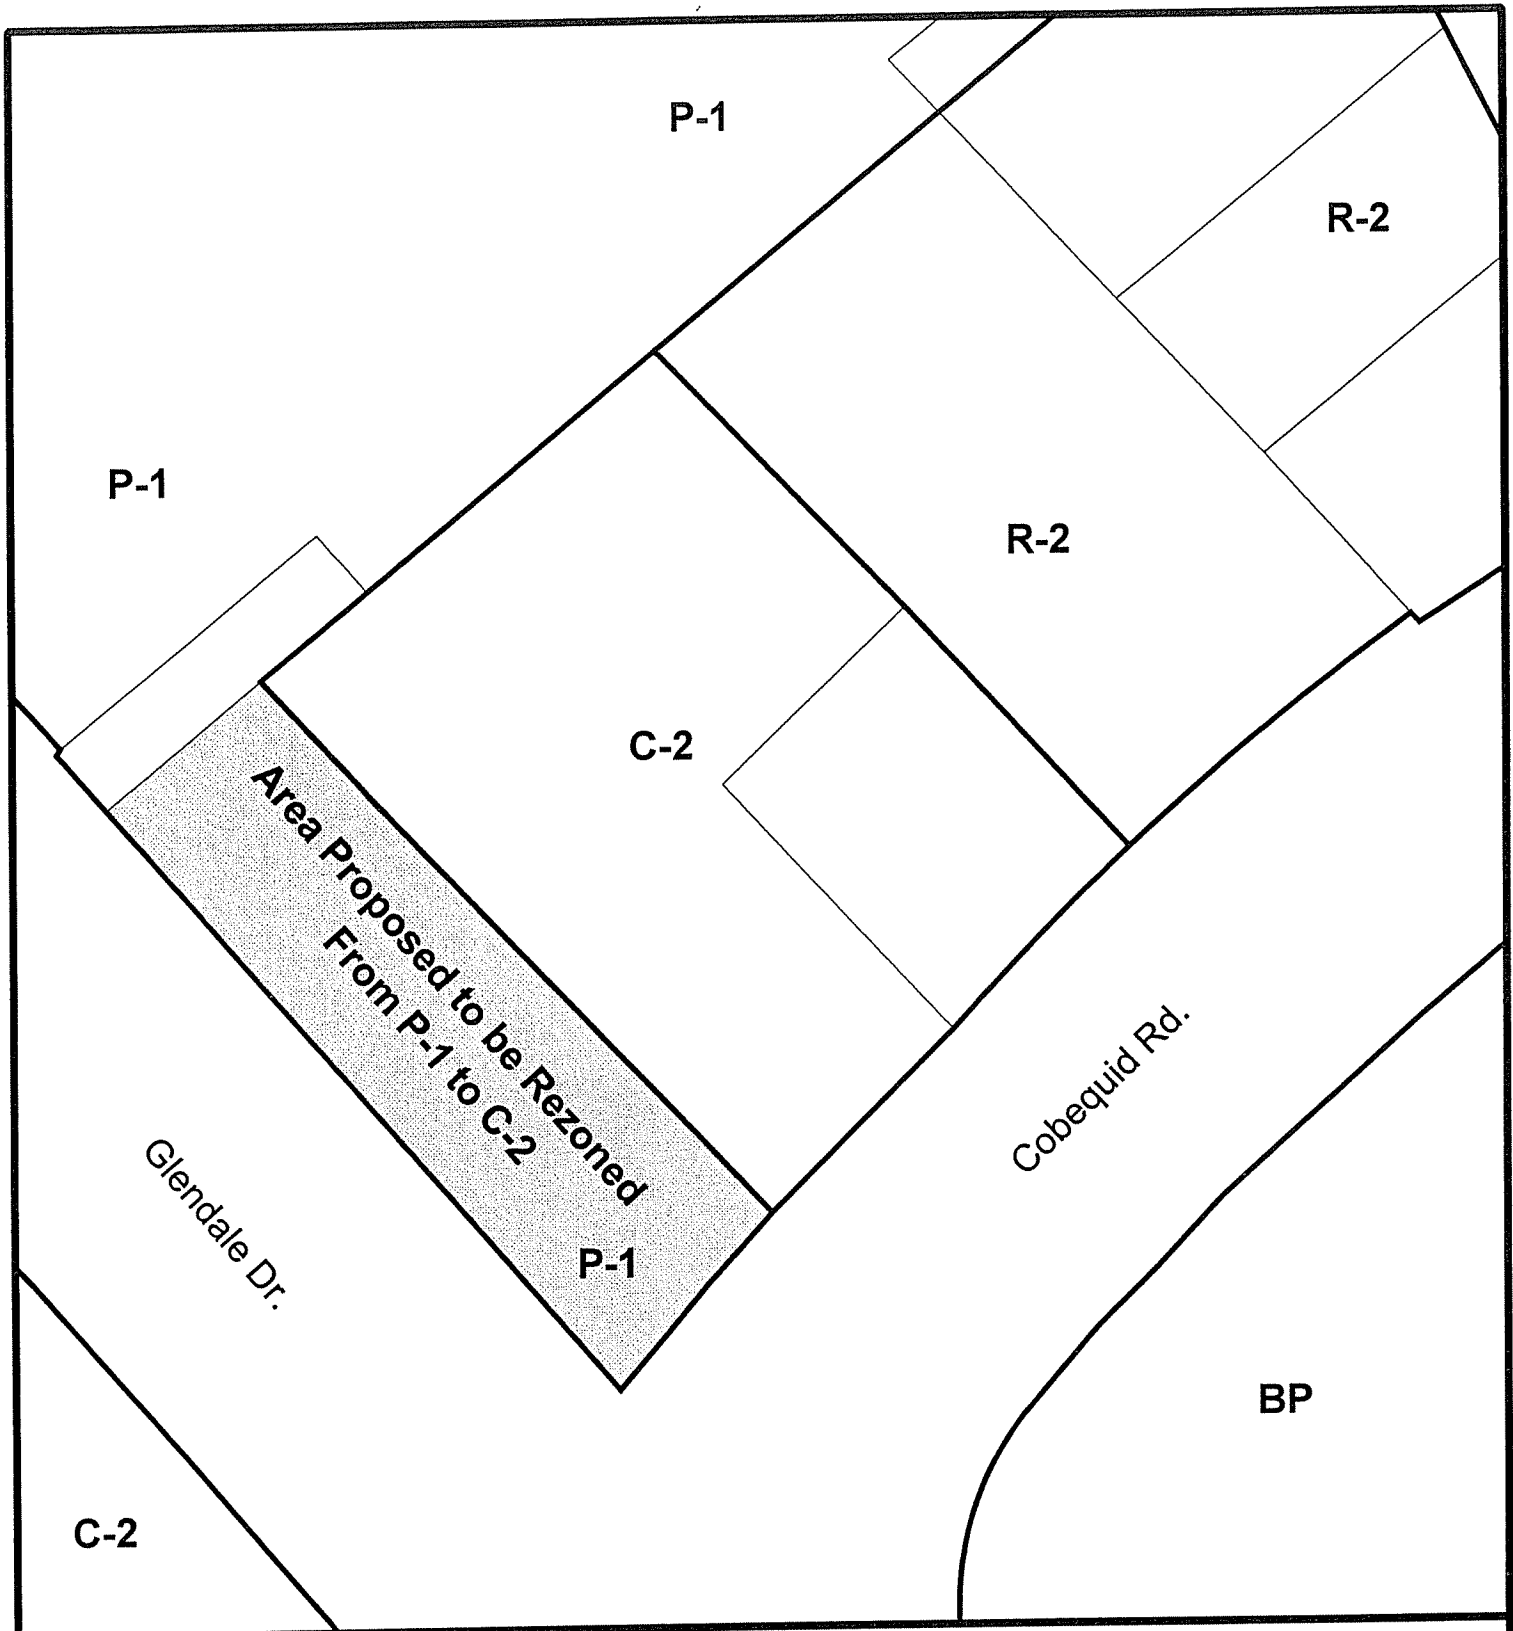 P-1
R-2
P-1
R-2
C-2
Area Proposed to be Rezoned
From P-1 to C-2
Cobequid Rd.
Glendale Dr.
P-1
BP
C-2